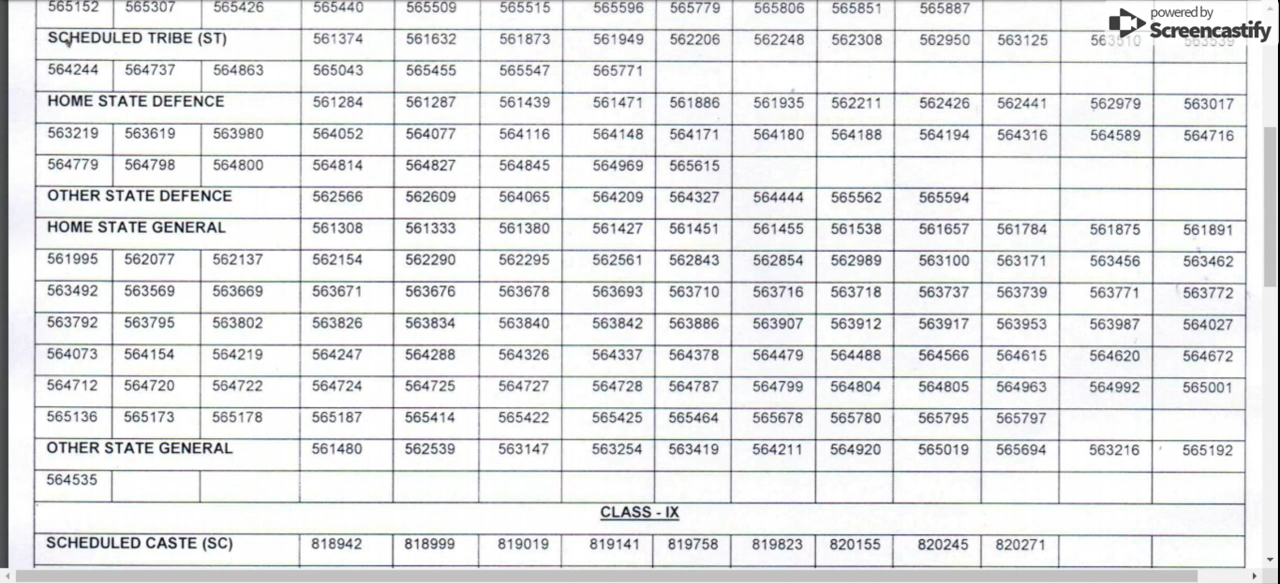 565152 565307 565426 565440 565509 565515 565596 565779 565806 565851 565887
powered by
Screencastify
SCHEDULED TRIBE (ST) 561374 561632 561873 561949 562206 562248 562308 562950 563125
564244 564737 564863 565043 565455 565547 565771
HOME STATE DEFENCE 561284 561287 561439 561471 561886 561935 562211 562426 562441 562979 563017
563219 563619 563980 564052 564077 564116 564148 564171 564180 564188 564194 564316 564589 564716
564779 564798 564800 564814 564827 564845 564969 565615
OTHER STATE DEFENCE 562566 562609 564065 564209 564327 564444 565562 565594
HOME STATE GENERAL 561308 561333 561380 561427 561451 561455 561538 561657 561784 561875 561891
561995 562077 562137 562154 562290 562295 562561 562843 562854 562989 563100 563171 563456 563462
563492 563569 563669 563671 563676 563678 563693 563710 563716 563718 563737 563739 563771 563772
563792 563795 563802 563826 563834 563840 563842 563886 563907 563912 563917 563953 563987 564027
564073 564154 564219 564247 564288 564326 564337 564378 564479 564488 564566 564615 564620 564672
564712 564720 564722 564724 564725 564727 564728 564787 564799 564804 564805 564963 564992 565001
565136 565173 565178 565187 565414 565422 565425 565464 565678 565780 565795 565797
OTHER STATE GENERAL 561480 562539 563147 563254 563419 564211 564920 565019 565694 563216 565192
564535
CLASS - IX
SCHEDULED CASTE (SC) 818942 818999 819019 819141 819758 819823 820155 820245 820271